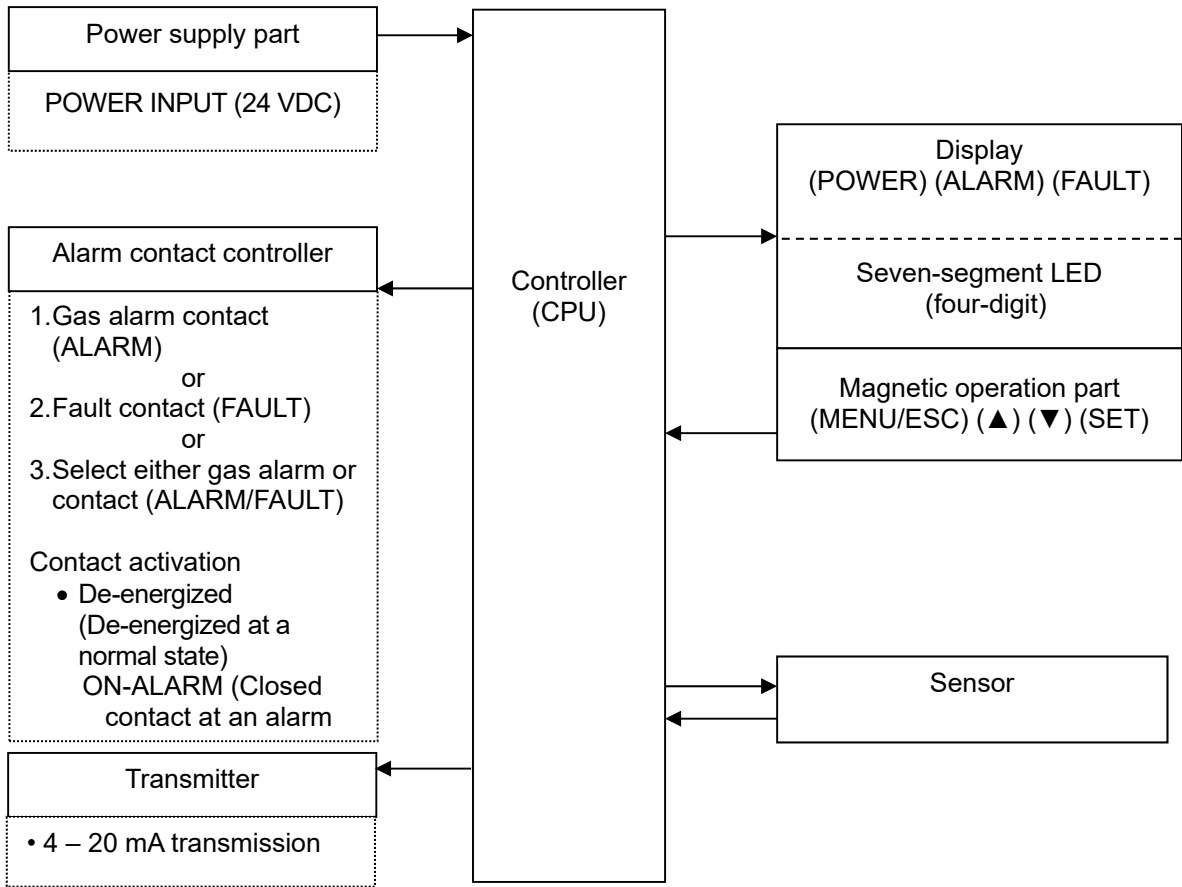 Power supply part
POWER INPUT (24 VDC)
Alarm contact controller
1.Gas alarm contact
(ALARM)
or
2.Fault contact (FAULT)
or
3.Select either gas alarm or
contact (ALARM/FAULT)
Contact activation
• De-energized
(De-energized at a
normal state)
ON-ALARM (Closed
contact at an alarm
Transmitter
• 4 – 20 mA transmission
Controller
(CPU)
Display
(POWER) (ALARM) (FAULT)
Seven-segment LED
(four-digit)
Magnetic operation part
(MENU/ESC) (▲) (▼) (SET)
Sensor